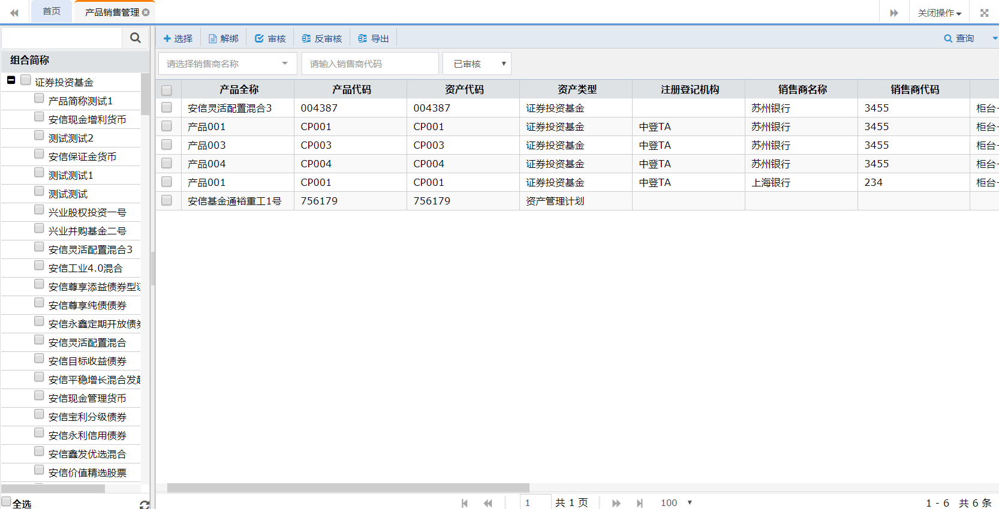 首页 产品销售管理 关闭操作
选择 解绑 审核 反审核 导出 查询
组合简称
请选择销售商名称 请输入销售商代码 已审核
证券投资基金
产品简称测试1
安信现金增利货币
测试测试2
安信保证金货币
测试测试1
测试测试
兴业股权投资一号
兴业并购基金二号
安信灵活配置混合3
安信工业4.0混合
安信尊享添益债券型
安信尊享纯债债券
安信永鑫定期开放债券
安信灵活配置混合
安信目标收益债券
安信平稳增长混合发起
安信现金管理货币
安信宝利分级债券
安信永利信用债券
安信鑫发优选混合
安信价值精选股票
全选
产品全称 产品代码 资产代码 资产类型 注册登记机构 销售商名称 销售商代码
安信灵活配置混合3 004387 004387 证券投资基金 苏州银行 3455 柜台-
产品001 CP001 CP001 证券投资基金 中登TA 苏州银行 3455 柜台-
产品003 CP003 CP003 证券投资基金 中登TA 苏州银行 3455 柜台-
产品004 CP004 CP004 证券投资基金 中登TA 苏州银行 3455 柜台-
产品001 CP001 CP001 证券投资基金 中登TA 上海银行 234 柜台-
安信基金通裕重工1号 756179 756179 资产管理计划
1 共 1 页 100 1 - 6 共 6 条